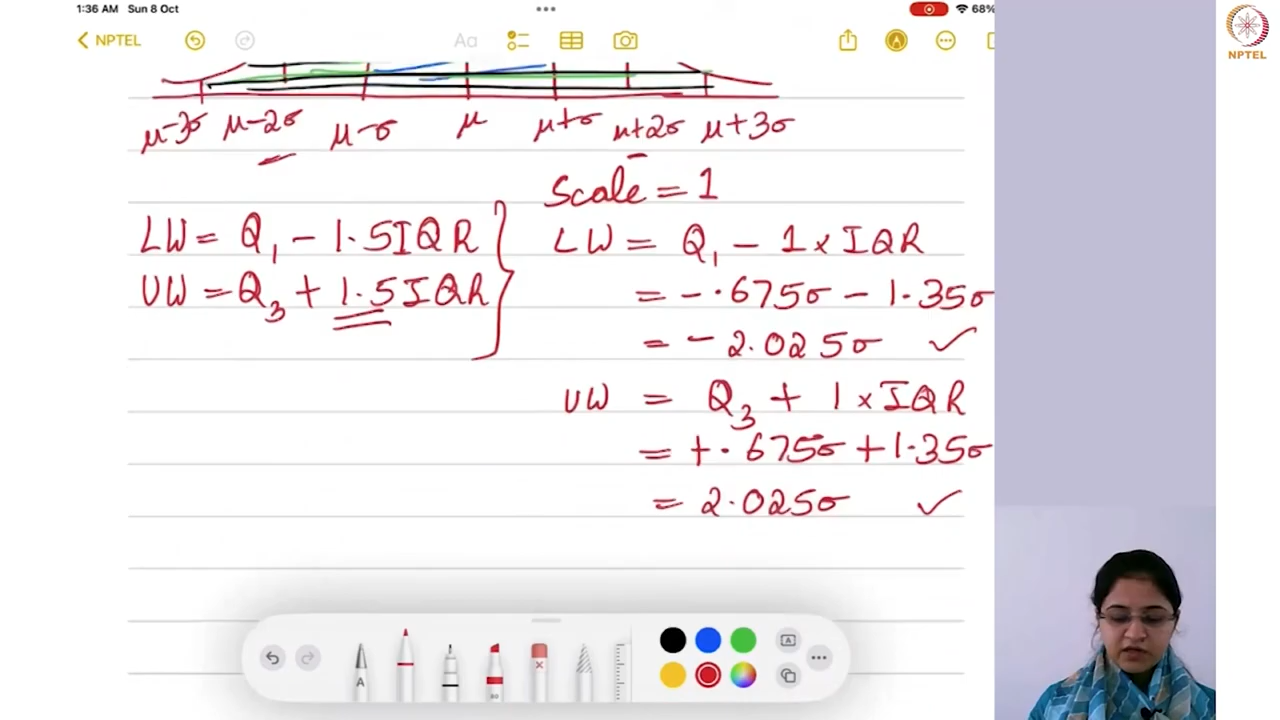 1:36 AM Sun 8 Oct
68%
NPTEL
Aa
NPTEL
μ-3σ μ-2σ μ-σ μ μ+σ μ+2σ μ+3σ
Scale = 1
LW = Q₁ - 1.5IQR
UW = Q₃ + 1.5IQR
LW = Q₁ - 1 × IQR
= - .675σ - 1.35σ
= - 2.025σ ✓
UW = Q₃ + 1 × IQR
= + .675σ + 1.35σ
= 2.025σ ✓
A
80
A